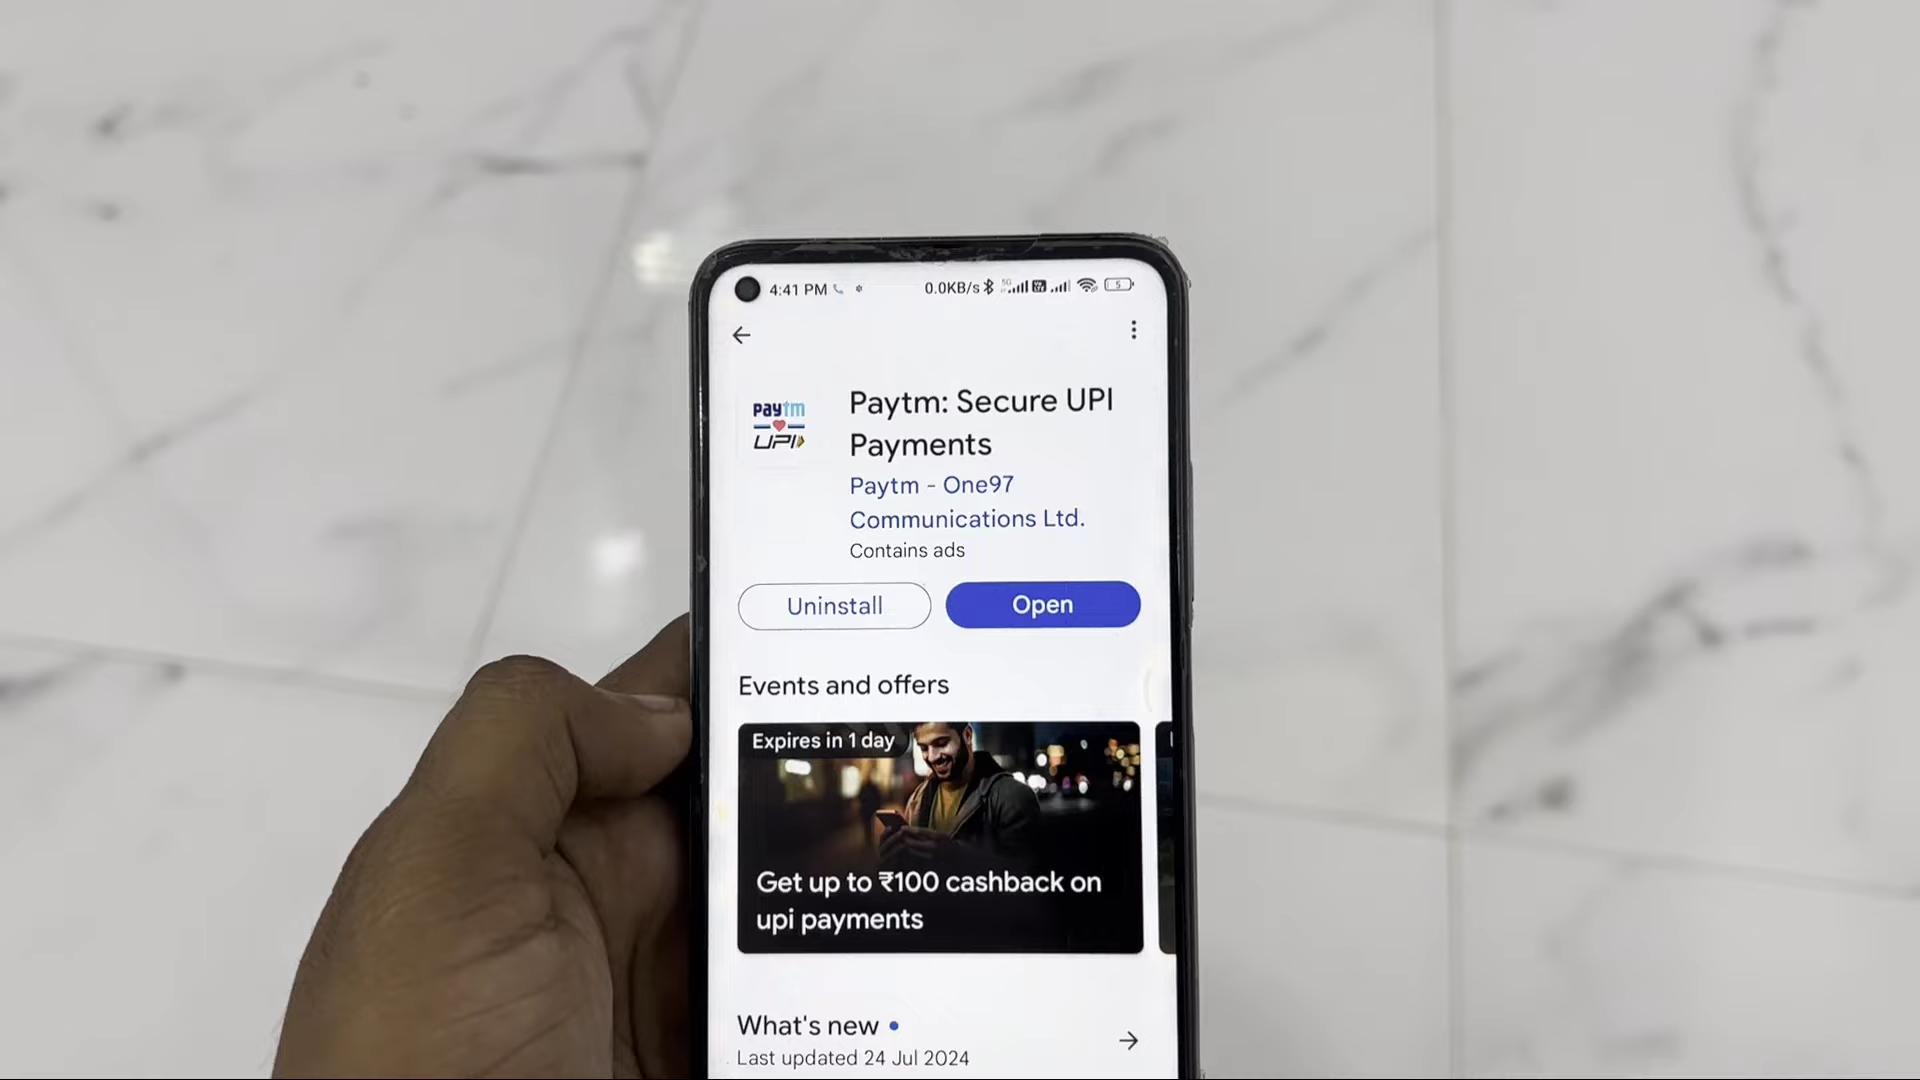 4:41 PM
0.0KB/s
5
Paytm: Secure UPI
Payments
paytm
UPI
Paytm - One97
Communications Ltd.
Contains ads
Uninstall
Open
Events and offers
Expires in 1 day
Get up to ₹100 cashback on
upi payments
What's new
Last updated 24 Jul 2024